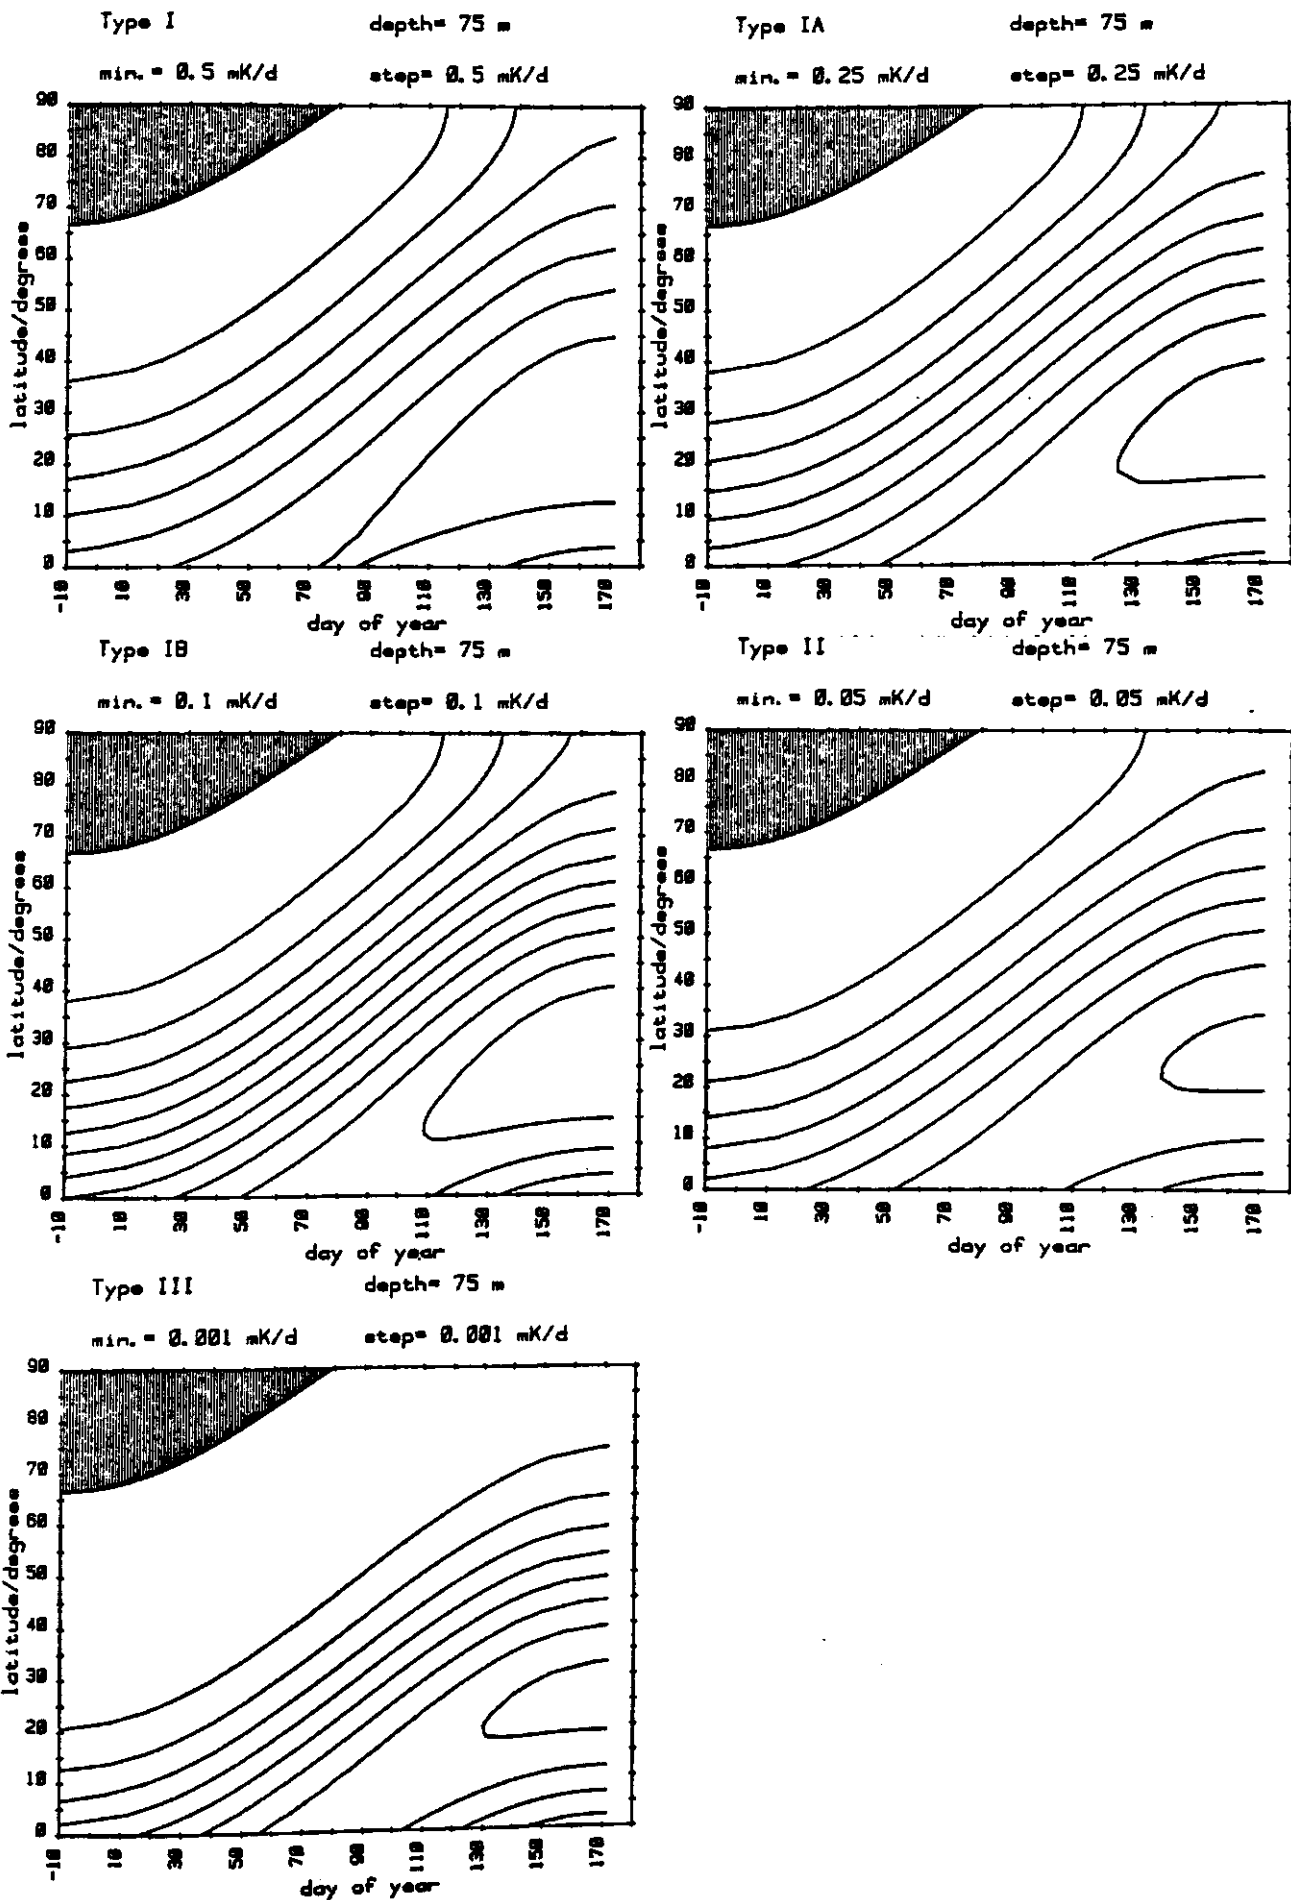 Type I depth= 75 m
min. = 0.5 mK/d step= 0.5 mK/d
90
80
70
60
50
40
30
20
10
0
latitude/degrees
-10 10 30 50 70 90 110 130 150 170
day of year
Type IA depth= 75 m
min. = 0.25 mK/d step= 0.25 mK/d
90
80
70
60
50
40
30
20
10
0
latitude/degrees
-10 10 30 50 70 90 110 130 150 170
day of year
Type IB depth= 75 m
min. = 0.1 mK/d step= 0.1 mK/d
90
80
70
60
50
40
30
20
10
0
latitude/degrees
-10 10 30 50 70 90 110 130 150 170
day of year
Type II depth= 75 m
min. = 0.05 mK/d step= 0.05 mK/d
90
80
70
60
50
40
30
20
10
0
latitude/degrees
-10 10 30 50 70 90 110 130 150 170
day of year
Type III depth= 75 m
min. = 0.001 mK/d step= 0.001 mK/d
90
80
70
60
50
40
30
20
10
0
latitude/degrees
-10 10 30 50 70 90 110 130 150 170
day of year